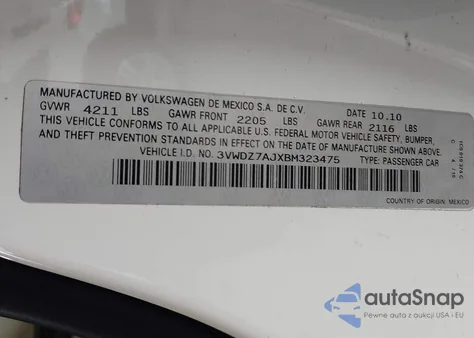 MANUFACTURED BY VOLKSWAGEN DE MEXICO S.A. DE C.V. DATE 10.10
GVWR 4211 LBS GAWR FRONT 2205 LBS GAWR REAR 2116 LBS
THIS VEHICLE CONFORMS TO ALL APPLICABLE U.S. FEDERAL MOTOR VEHICLE SAFETY, BUMPER,
AND THEFT PREVENTION STANDARDS IN EFFECT ON THE DATE OF MANUFACTURE SHOWN ABOVE.
VEHICLE I.D. NO. 3VWDZ7AJXBM323475 TYPE: PASSENGER CAR
COUNTRY OF ORIGIN: MEXICO
autoSnap
Pewne auta z aukcji USA i EU